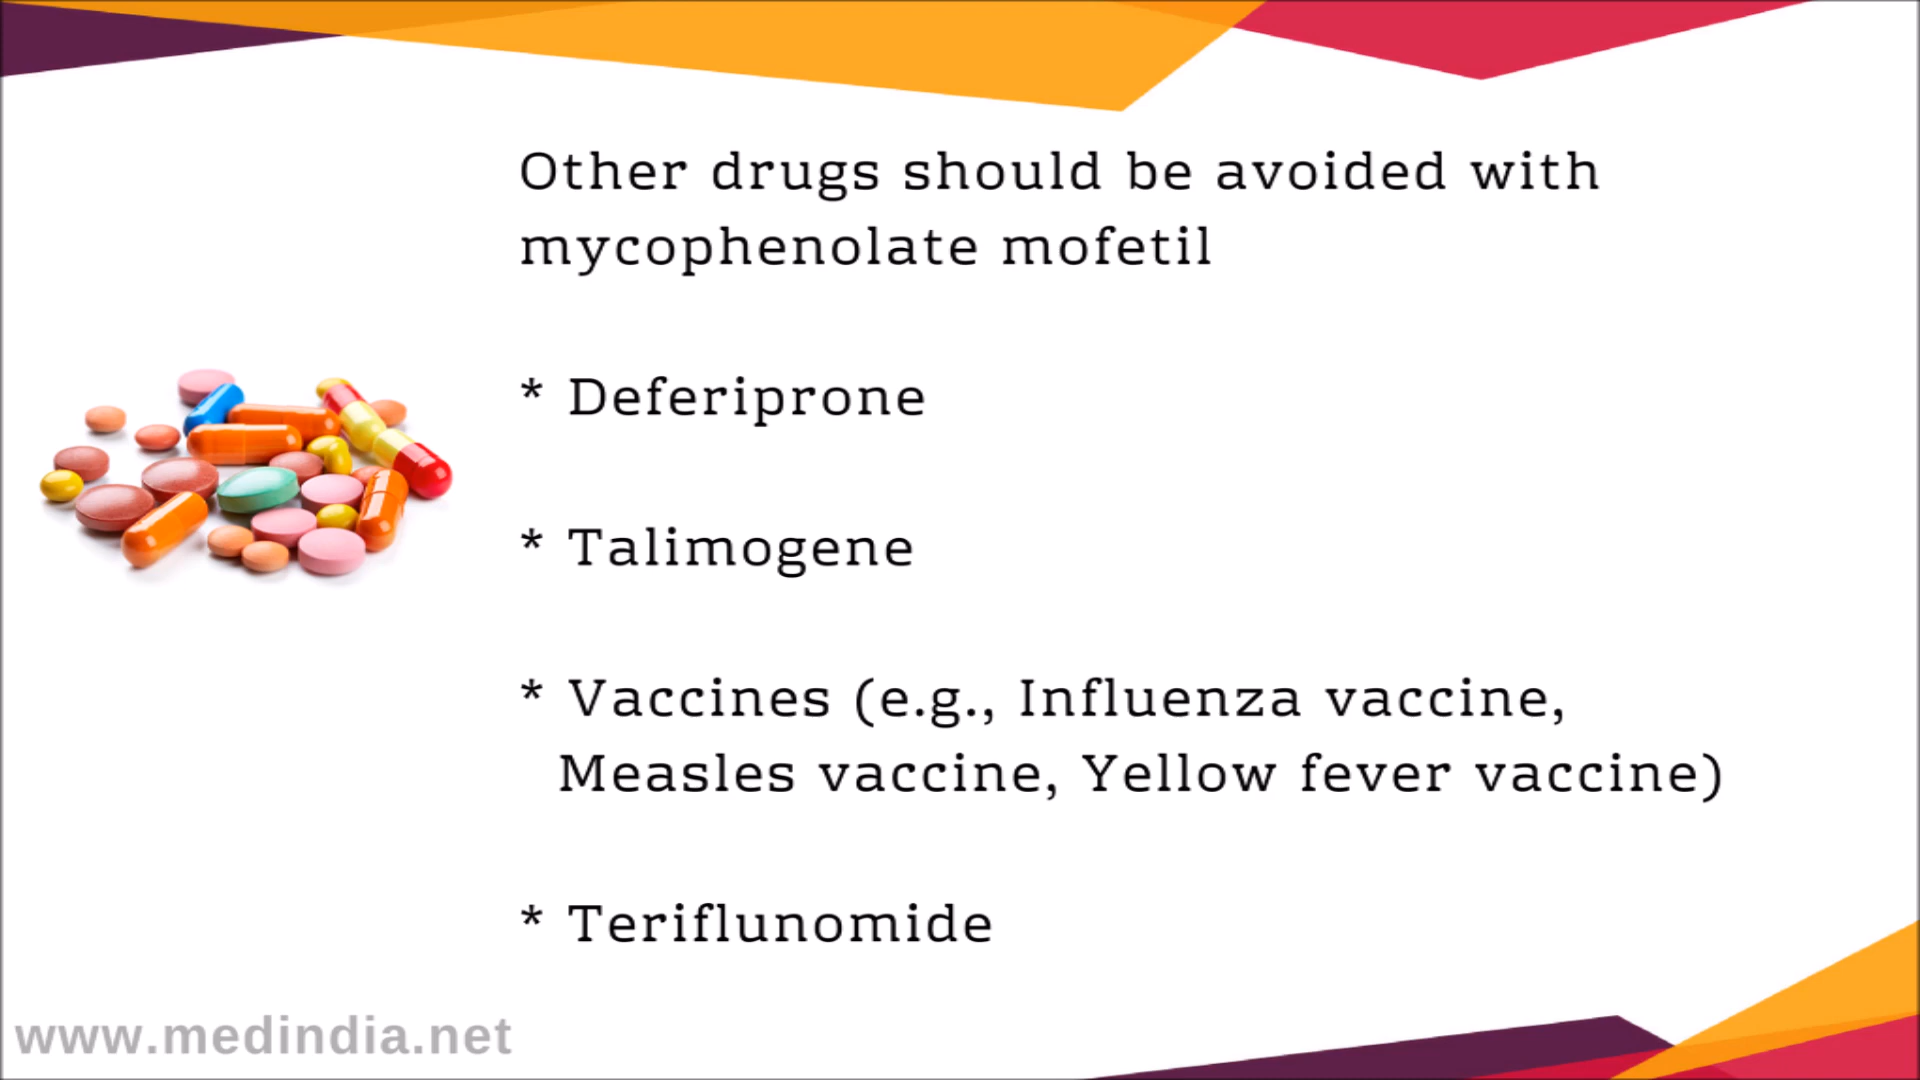 Other drugs should be avoided with
mycophenolate mofetil
* Deferiprone
* Talimogene
* Vaccines (e.g., Influenza vaccine,
Measles vaccine, Yellow fever vaccine)
* Teriflunomide
www.medindia.net